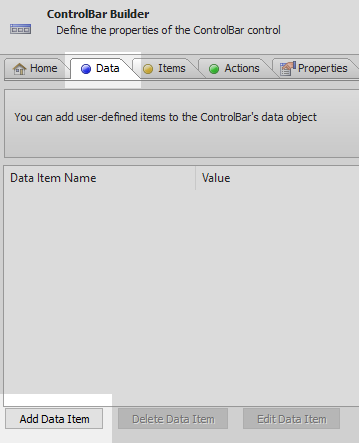 ControlBar Builder
Define the properties of the ControlBar control
Home Data Items Actions Properties
You can add user-defined items to the ControlBar's data object
Data Item Name Value
Add Data Item Delete Data Item Edit Data Item